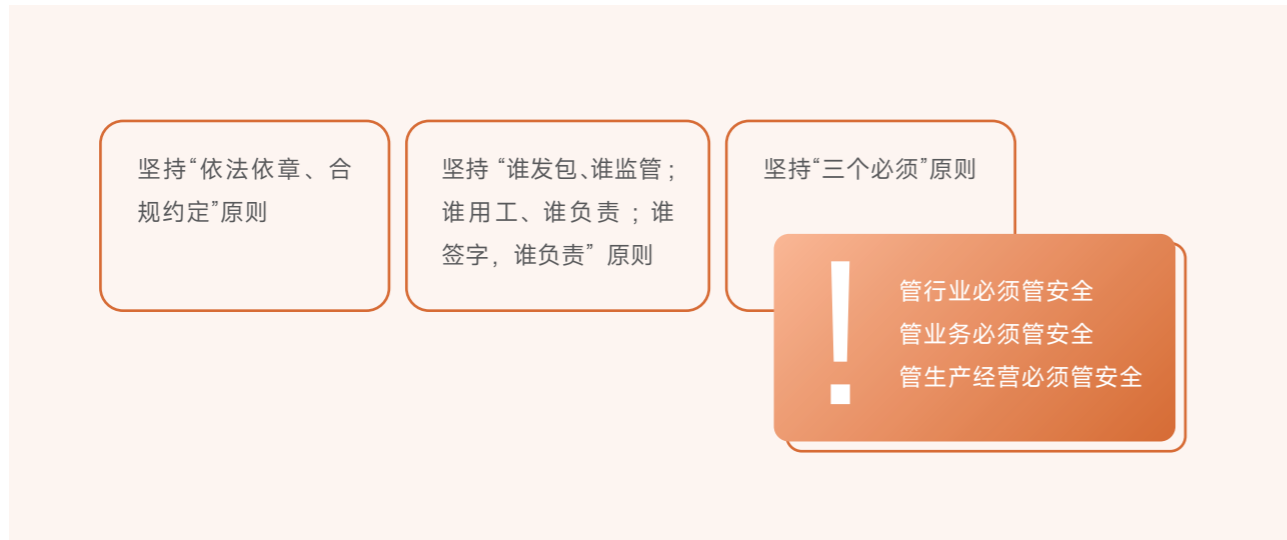 坚持“依法依章、合
规约定”原则
坚持 “谁发包、谁监管；
谁用工、谁负责；谁
签字，谁负责” 原则
坚持“三个必须”原则
!
管行业必须管安全
管业务必须管安全
管生产经营必须管安全